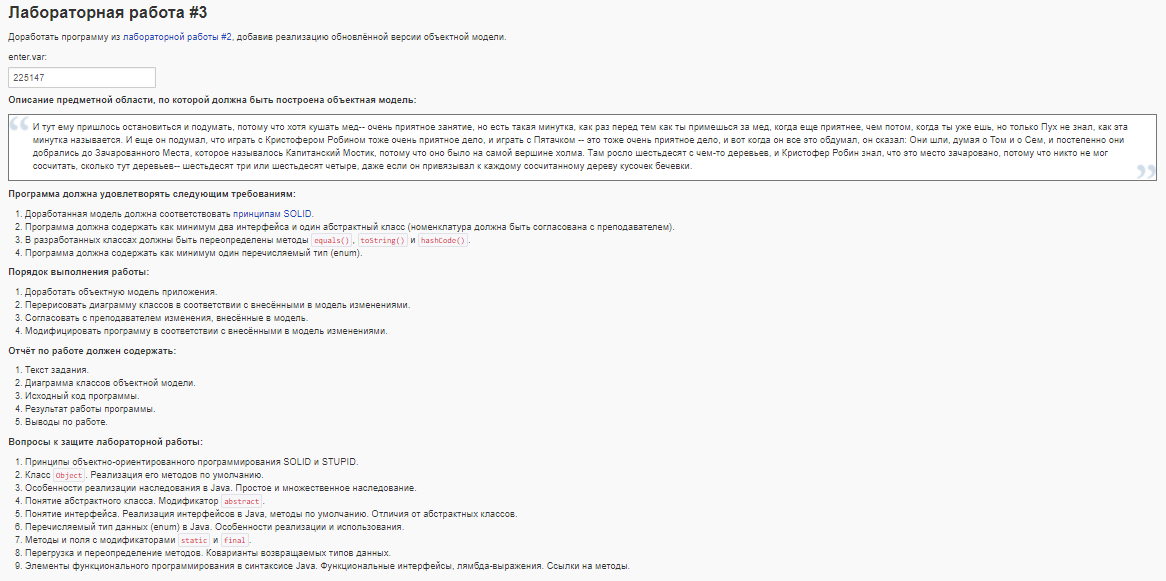 Лабораторная работа #3
Доработать программу из лабораторной работы #2, добавив реализацию обновлённой версии объектной модели.
enter.var:
225147
Описание предметной области, по которой должна быть построена объектная модель:
“ И тут ему пришлось остановиться и подумать, потому что хотя кушать мед-- очень приятное занятие, но есть такая минутка, как раз перед тем как ты примешься за мед, когда еще приятнее, чем потом, когда ты уже ешь, но только Пух не знал, как эта
минутка называется. И еще он подумал, что играть с Кристофером Робином тоже очень приятное дело, и играть с Пятачком -- это тоже очень приятное дело, и вот когда он все это обдумал, он сказал: Они шли, думая о Том и о Сем, и постепенно они
добрались до Зачарованного Места, которое называлось Капитанский Мостик, потому что оно было на самой вершине холма. Там росло шестьдесят с чем-то деревьев, и Кристофер Робин знал, что это место зачаровано, потому что никто не мог
сосчитать, сколько тут деревьев-- шестьдесят три или шестьдесят четыре, даже если он привязывал к каждому сосчитанному дереву кусочек бечевки. ”
Программа должна удовлетворять следующим требованиям:
1. Доработанная модель должна соответствовать принципам SOLID.
2. Программа должна содержать как минимум два интерфейса и один абстрактный класс (номенклатура должна быть согласована с преподавателем).
3. В разработанных классах должны быть переопределены методы equals(), toString() и hashCode().
4. Программа должна содержать как минимум один перечисляемый тип (enum).
Порядок выполнения работы:
1. Доработать объектную модель приложения.
2. Перерисовать диаграмму классов в соответствии с внесёнными в модель изменениями.
3. Согласовать с преподавателем изменения, внесённые в модель.
4. Модифицировать программу в соответствии с внесёнными в модель изменениями.
Отчёт по работе должен содержать:
1. Текст задания.
2. Диаграмма классов объектной модели.
3. Исходный код программы.
4. Результат работы программы.
5. Выводы по работе.
Вопросы к защите лабораторной работы:
1. Принципы объектно-ориентированного программирования SOLID и STUPID.
2. Класс Object. Реализация его методов по умолчанию.
3. Особенности реализации наследования в Java. Простое и множественное наследование.
4. Понятие абстрактного класса. Модификатор abstract.
5. Понятие интерфейса. Реализация интерфейсов в Java, методы по умолчанию. Отличия от абстрактных классов.
6. Перечисляемый тип данных (enum) в Java. Особенности реализации и использования.
7. Методы и поля с модификаторами static и final.
8. Перегрузка и переопределение методов. Коварианты возвращаемых типов данных.
9. Элементы функционального программирования в синтаксисе Java. Функциональные интерфейсы, лямбда-выражения. Ссылки на методы.